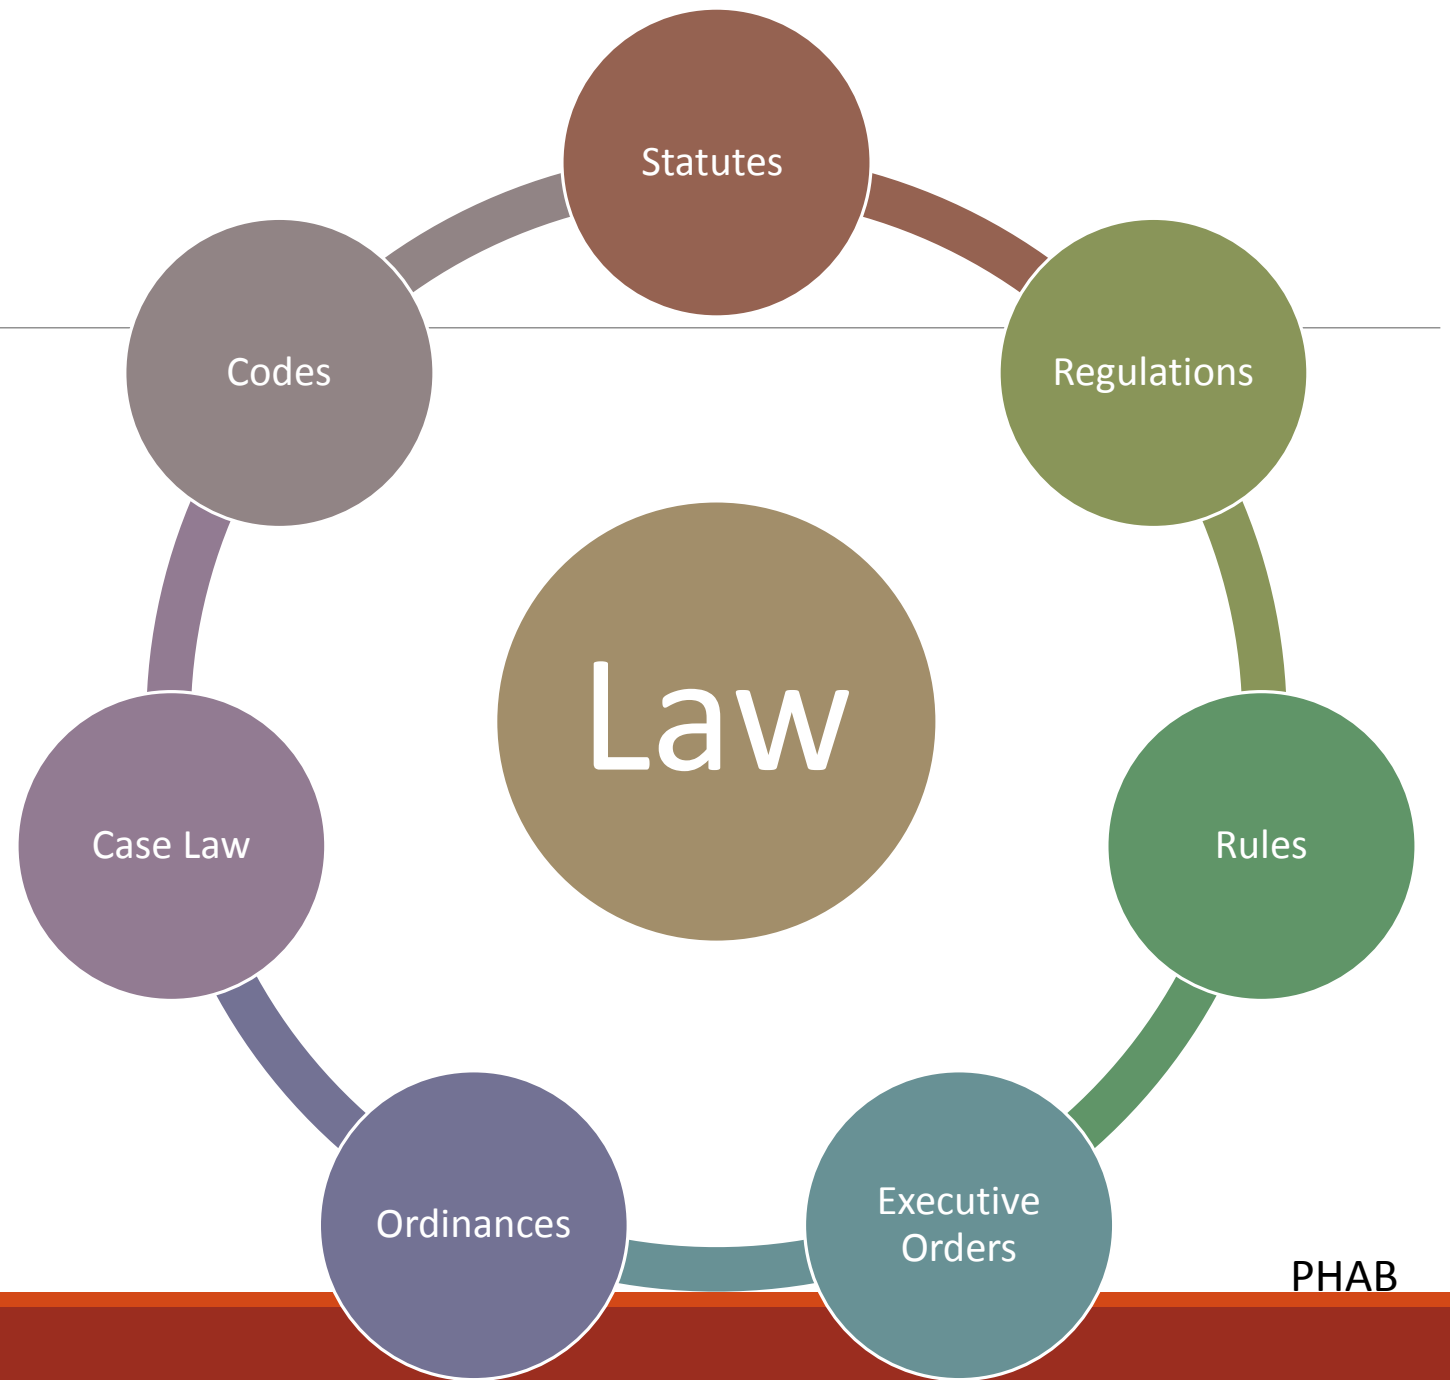 Statutes
Codes
Regulations
Law
Case Law
Rules
Ordinances
Executive
Orders
PHAB